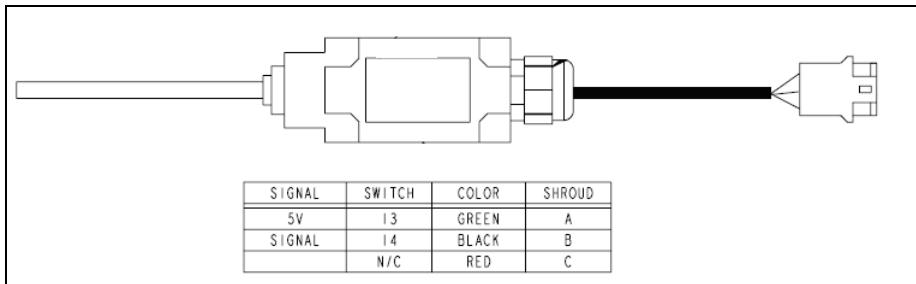 SIGNAL SWITCH COLOR SHROUD
5V 13 GREEN A
SIGNAL 14 BLACK B
N/C RED C